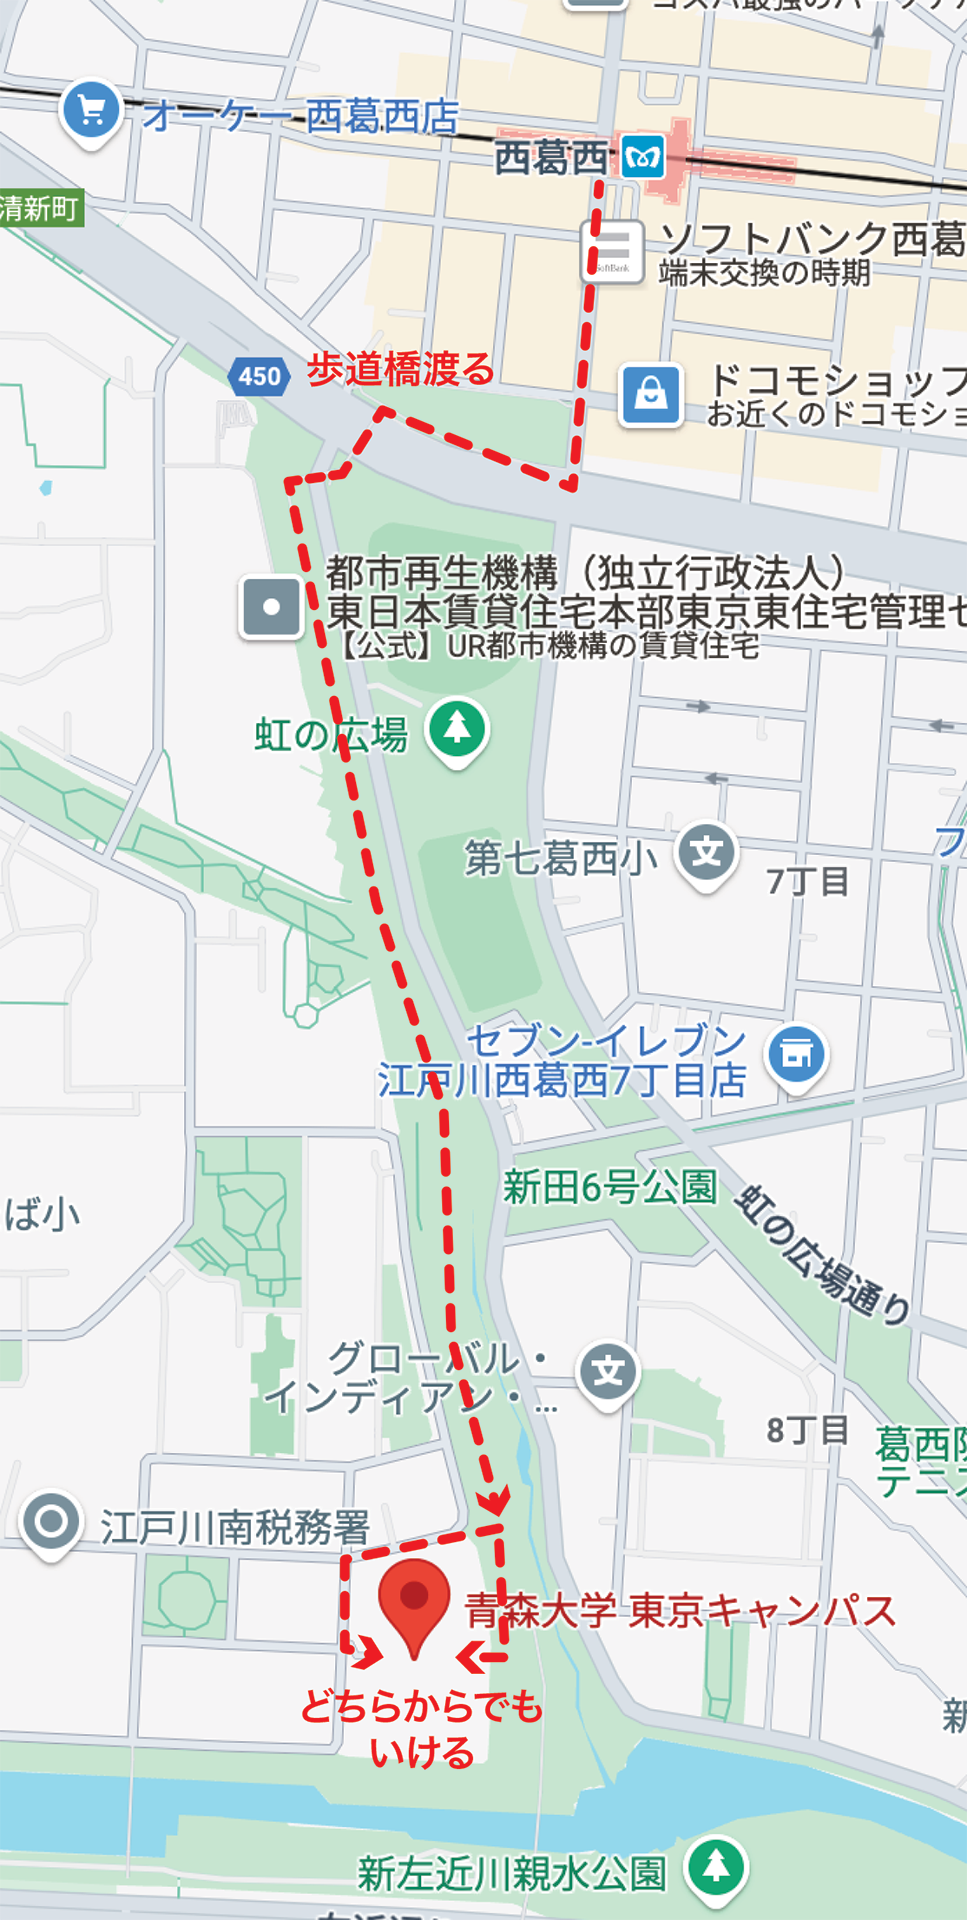 オーケー 西葛西店
西葛西
清新町
SoftBank
ソフトバンク西葛
端末交換の時期
450
歩道橋渡る
ドコモショップ
お近くのドコモショ
都市再生機構（独立行政法人）
東日本賃貸住宅本部東京東住宅管理セ
【公式】UR都市機構の賃貸住宅
虹の広場
第七葛西小
文
7丁目
フ
セブン-イレブン
江戸川西葛西7丁目店
新田6号公園
ば小
虹の広場通り
グローバル・
インディアン・...
文
8丁目
葛西防
テニス
江戸川南税務署
青森大学 東京キャンパス
どちらからでも
いける
新
新左近川親水公園